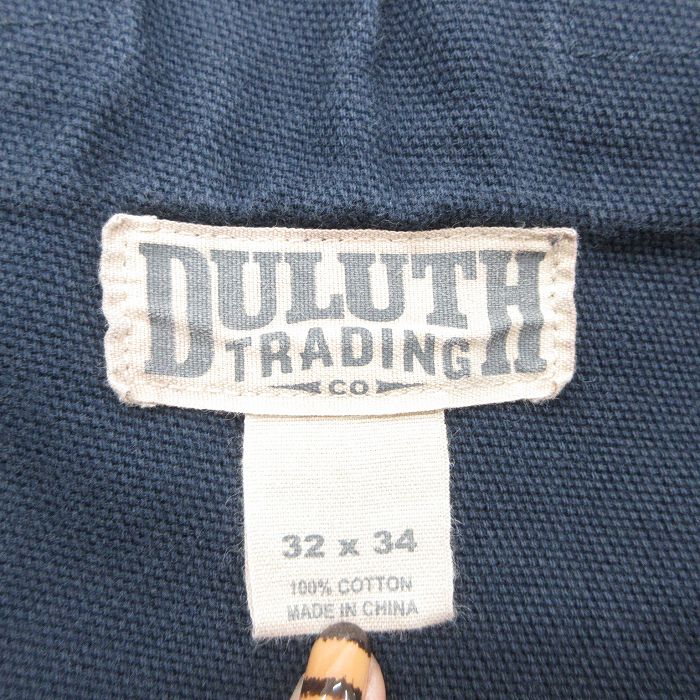 DULUTH
TRADING
CO
32 x 34
100% COTTON
MADE IN CHINA